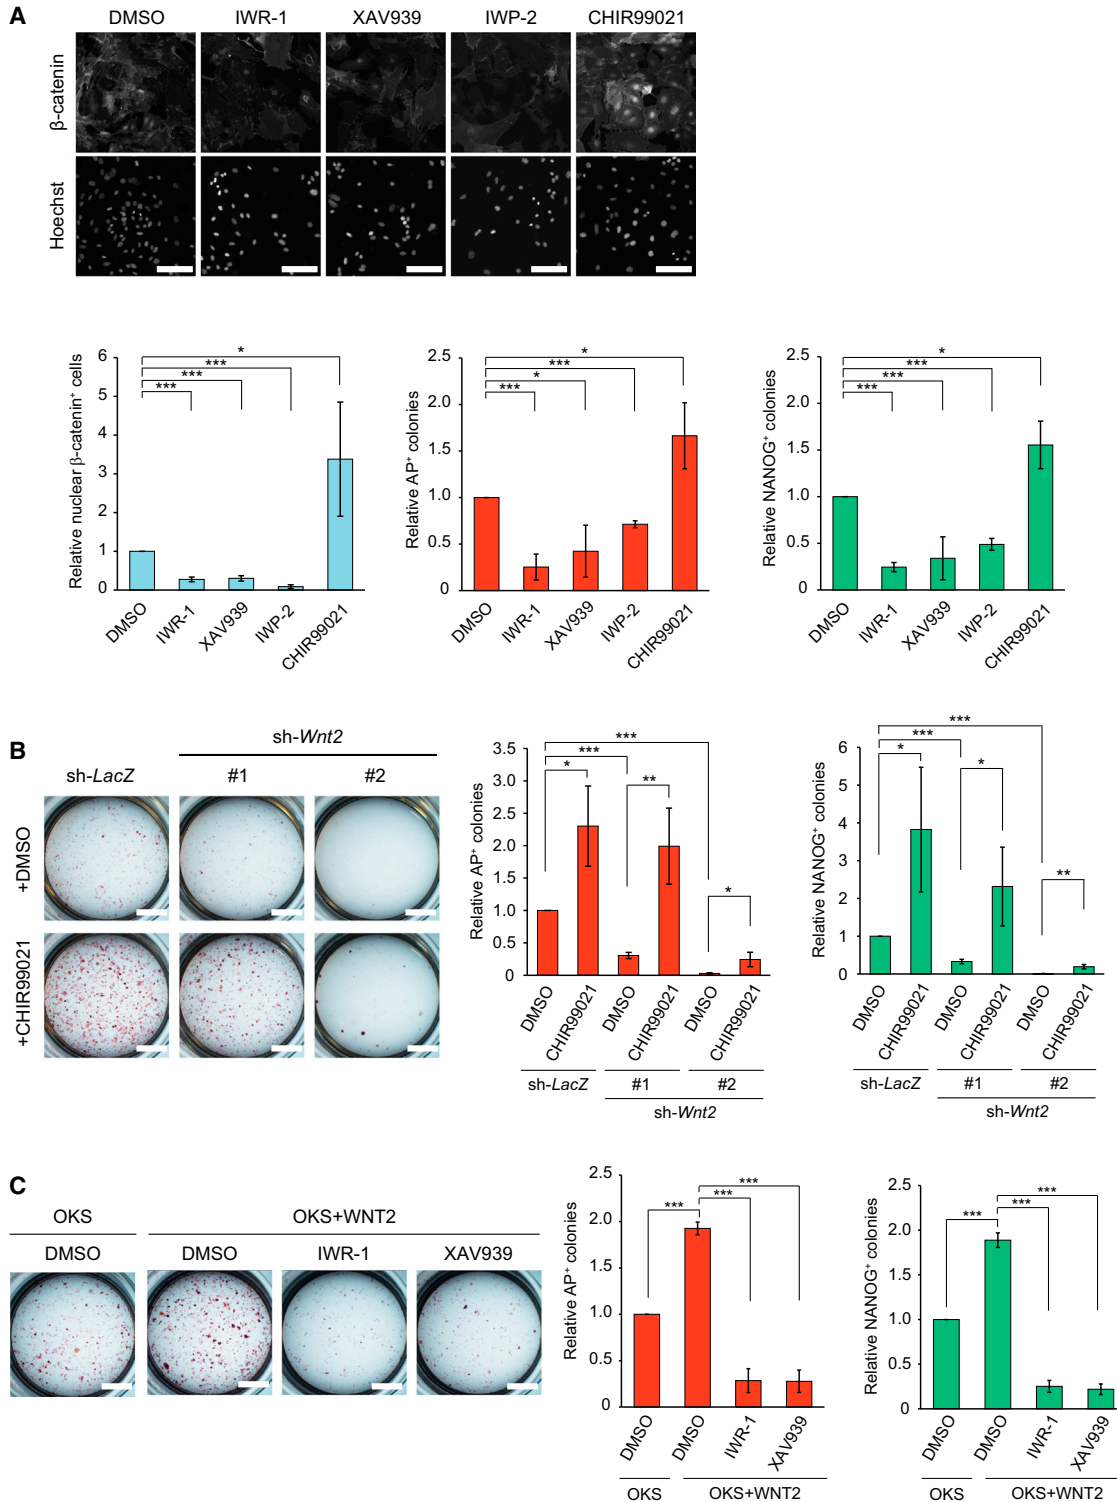 A
DMSO IWR-1 XAV939 IWP-2 CHIR99021
β-catenin
Hoechst
Relative nuclear β-catenin⁺ cells
6
5
4
3
2
1
0
*
***
***
***
DMSO
IWR-1
XAV939
IWP-2
CHIR99021
Relative AP⁺ colonies
2.5
2.0
1.5
1.0
0.5
0
*
***
*
***
DMSO
IWR-1
XAV939
IWP-2
CHIR99021
Relative NANOG⁺ colonies
2.5
2.0
1.5
1.0
0.5
0
*
***
***
***
DMSO
IWR-1
XAV939
IWP-2
CHIR99021
B
sh-Wnt2
sh-LacZ #1 #2
+DMSO
+CHIR99021
Relative AP⁺ colonies
3.5
3.0
2.5
2.0
1.5
1.0
0.5
0
***
***
*
**
*
DMSO
CHIR99021
DMSO
CHIR99021
DMSO
CHIR99021
sh-LacZ #1 #2
sh-Wnt2
Relative NANOG⁺ colonies
6
5
4
3
2
1
0
***
***
*
*
**
DMSO
CHIR99021
DMSO
CHIR99021
DMSO
CHIR99021
sh-LacZ #1 #2
sh-Wnt2
C
OKS OKS+WNT2
DMSO DMSO IWR-1 XAV939
Relative AP⁺ colonies
2.5
2.0
1.5
1.0
0.5
0
***
***
***
DMSO
DMSO
IWR-1
XAV939
OKS OKS+WNT2
Relative NANOG⁺ colonies
2.5
2.0
1.5
1.0
0.5
0
***
***
***
DMSO
DMSO
IWR-1
XAV939
OKS OKS+WNT2